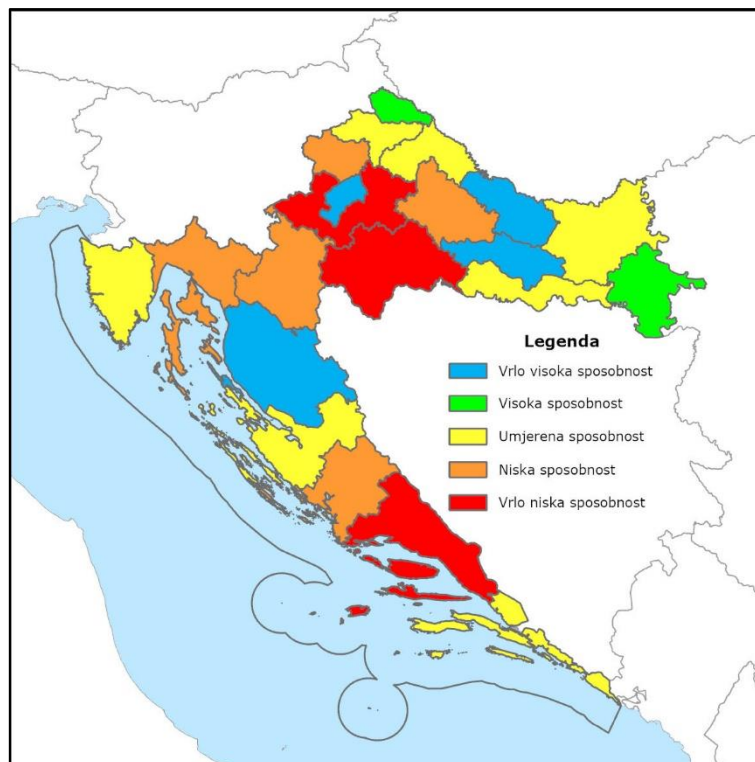 Legenda
Vrlo visoka sposobnost
Visoka sposobnost
Umjerena sposobnost
Niska sposobnost
Vrlo niska sposobnost